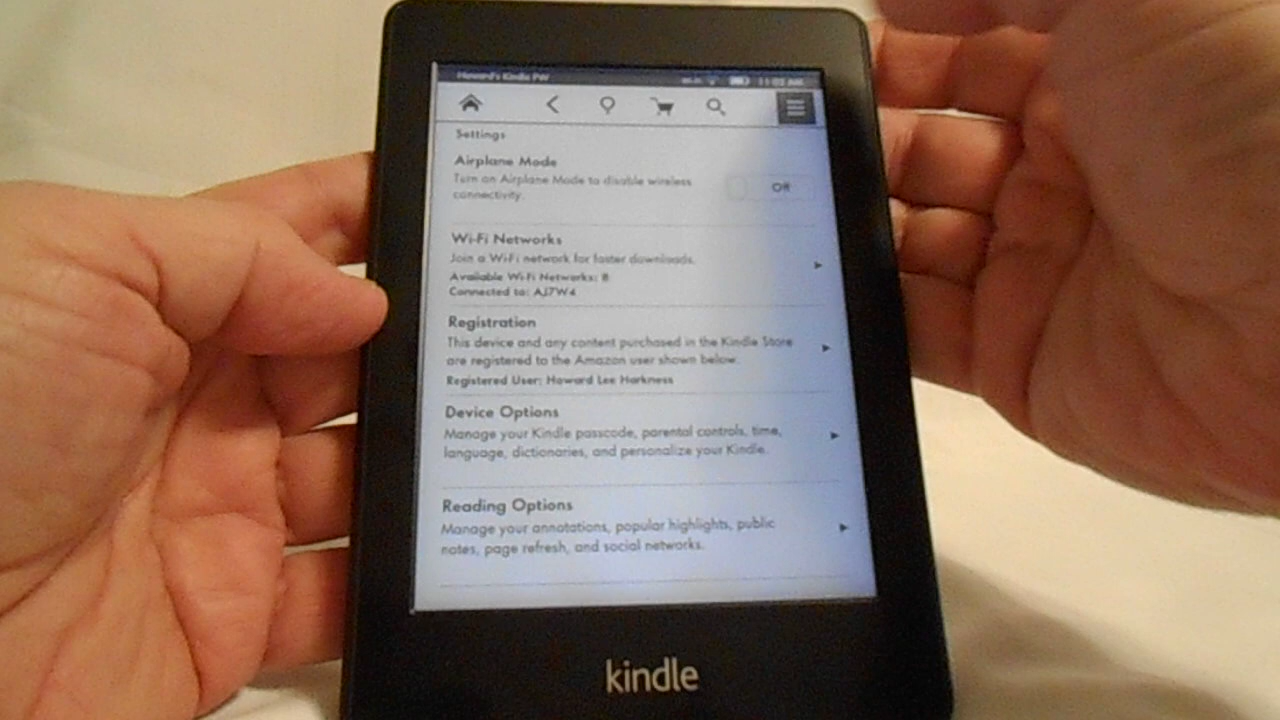 Howard's Kindle PW 11:02 AM
Settings
Airplane Mode
Turn on Airplane Mode to disable wireless
connectivity.
Off
Wi-Fi Networks
Join a Wi-Fi network for faster downloads.
Available Wi-Fi Networks: 8
Connected to: AJ7W4
Registration
This device and any content purchased in the Kindle Store
are registered to the Amazon user shown below.
Registered User: Howard Lee Harkness
Device Options
Manage your Kindle passcode, parental controls, time,
language, dictionaries, and personalize your Kindle.
Reading Options
Manage your annotations, popular highlights, public
notes, page refresh, and social networks.
kindle